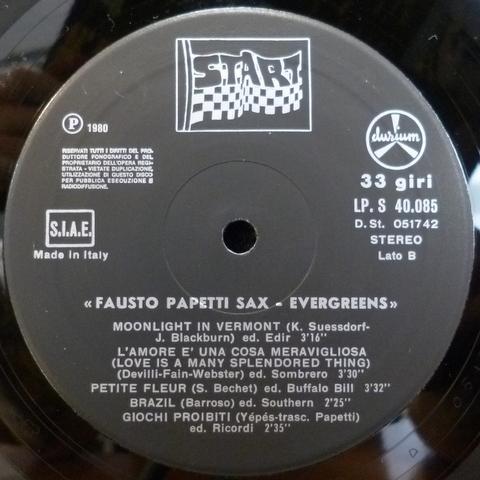 START
Ⓟ 1980
RISERVATI TUTTI I DIRITTI DEL PRO-
DUTTORE FONOGRAFICO E DEL
PROPRIETARIO DELL'OPERA REGI-
STRATA - VIETATE DUPLICAZIONE,
UTILIZZAZIONE DI QUESTO DISCO
PER PUBBLICA ESECUZIONE E
RADIODIFFUSIONE.
durium
33 giri
LP. S 40.085
D. St. 051742
STEREO
Lato B
S.I.A.E.
Made in Italy
«FAUSTO PAPETTI SAX - EVERGREENS»
MOONLIGHT IN VERMONT (K. Suessdorf-
J. Blackburn) ed. Edir 3'16"
L'AMORE E' UNA COSA MERAVIGLIOSA
(LOVE IS A MANY SPLENDORED THING)
(Devilli-Fain-Webster) ed. Sombrero 3'30"
PETITE FLEUR (S. Bechet) ed. Buffalo Bill 3'32"
BRAZIL (Barroso) ed. Southern 2'25"
GIOCHI PROIBITI (Yépés-trasc. Papetti)
ed. Ricordi 2'35"